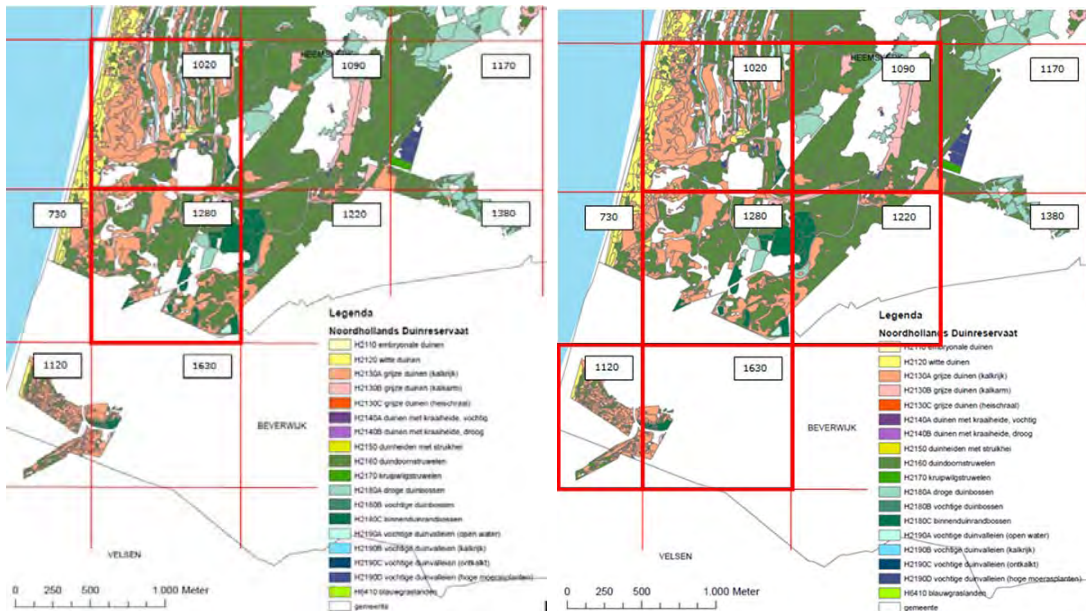 1020
HEEMSKERK
1090
1170
730
1280
1220
1380
1120
1630
BEVERWIJK
VELSEN
0 500 1.000 Meter
Legenda
Noordhollands Duinreservaat
H2110 embryonale duinen
H2120 witte duinen
H2130A grijze duinen (kalkrijk)
H2130B grijze duinen (kalkarm)
H2130C grijze duinen (heischraal)
H2140A duinen met kraaiheide, vochtig
H2140B duinen met kraaiheide, droog
H2150 duinheiden met struikhei
H2160 duindoornstruwelen
H2170 kruipwilgstruwelen
H2180A droge duinbossen
H2180B vochtige duinbossen
H2180C binnenduinrandbossen
H2190A vochtige duinvalleien (open water)
H2190B vochtige duinvalleien (kalkrijk)
H2190C vochtige duinvalleien (ontkalkt)
H2190D vochtige duinvalleien (hoge moerasplanten)
H6410 blauwgraslanden
gemeente
1020
HEEMSKERK
1090
1170
730
1280
1220
1380
1120
1630
BEVERWIJK
VELSEN
0 500 1.000 Meter
Legenda
Noordhollands Duinreservaat
H2110 embryonale duinen
H2120 witte duinen
H2130A grijze duinen (kalkrijk)
H2130B grijze duinen (kalkarm)
H2130C grijze duinen (heischraal)
H2140A duinen met kraaiheide, vochtig
H2140B duinen met kraaiheide, droog
H2150 duinheiden met struikhei
H2160 duindoornstruwelen
H2170 kruipwilgstruwelen
H2180A droge duinbossen
H2180B vochtige duinbossen
H2180C binnenduinrandbossen
H2190A vochtige duinvalleien (open water)
H2190B vochtige duinvalleien (kalkrijk)
H2190C vochtige duinvalleien (ontkalkt)
H2190D vochtige duinvalleien (hoge moerasplanten)
H6410 blauwgraslanden
gemeente